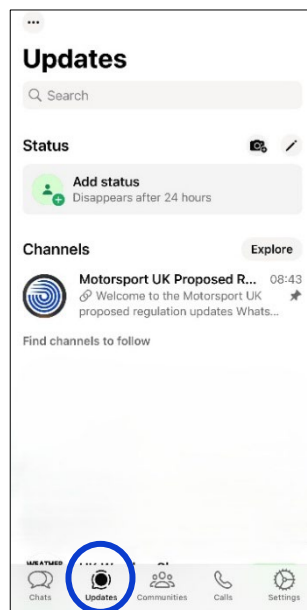 Updates
Search
Status
Add status
Disappears after 24 hours
Channels
Explore
Motorsport UK Proposed R... 08:43
Welcome to the Motorsport UK
proposed regulation updates Whats...
Find channels to follow
Chats
Updates
Communities
Calls
Settings